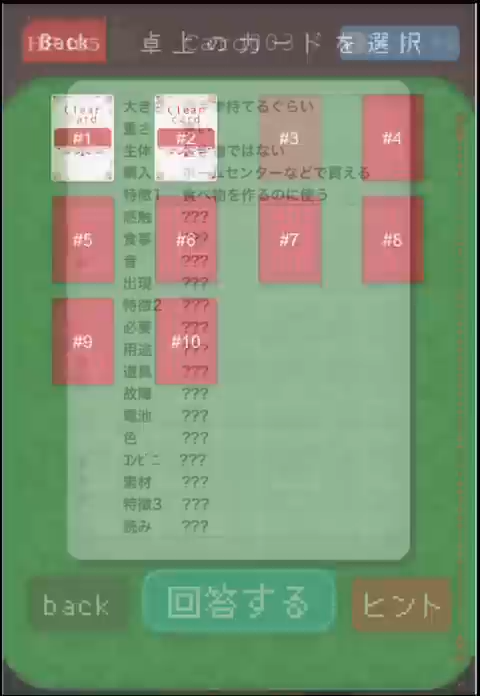 Back 卓上のカードを選択
Clear card
#1
Clear card
#2
#3
#4
#5
#6
#7
#8
#9
#10
大きさ 持てるぐらい
重さ
生体 ではない
購入 ホームセンターなどで買える
特徴1 食べ物を作るのに使う
感触 ???
食事 ???
音 ???
出現 ???
特徴2 ???
必要 ???
用途 ???
道具 ???
故障 ???
電池 ???
色 ???
コンビニ ???
素材 ???
特徴3 ???
読み ???
back 回答する ヒント